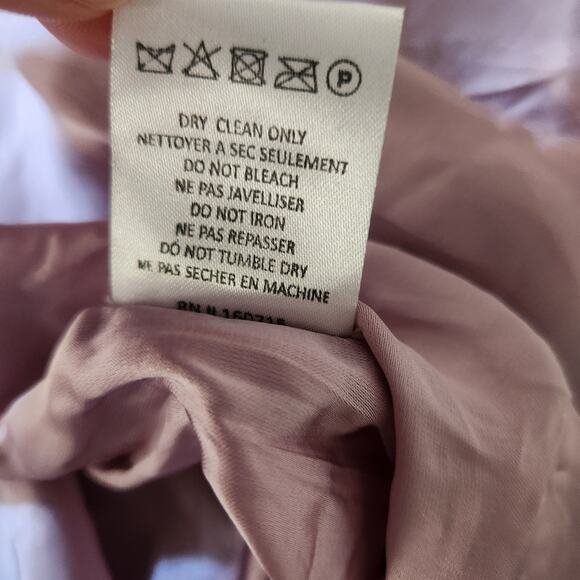 P
DRY CLEAN ONLY
NETTOYER A SEC SEULEMENT
DO NOT BLEACH
NE PAS JAVELLISER
DO NOT IRON
NE PAS REPASSER
DO NOT TUMBLE DRY
NE PAS SECHER EN MACHINE
RN #